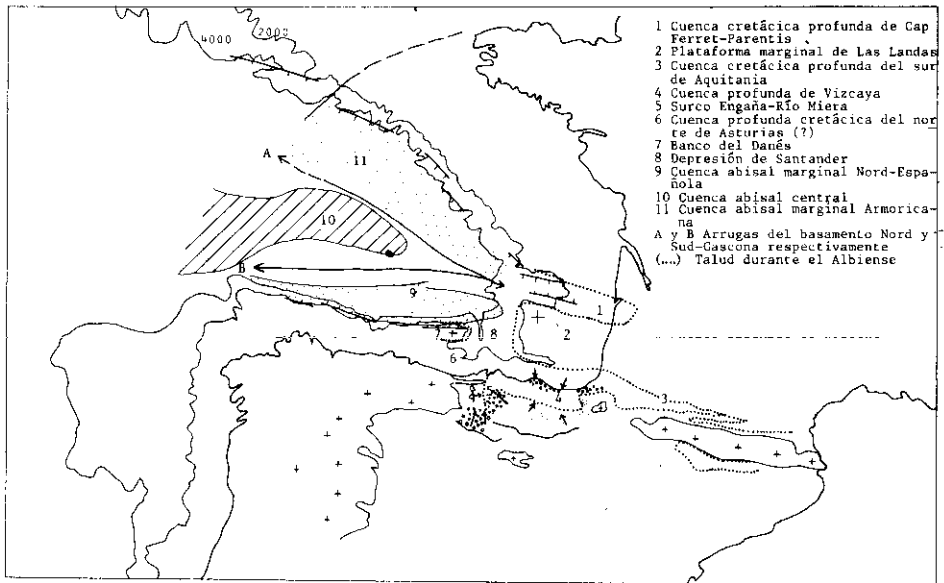 1 Cuenca cretácica profunda de Cap
Ferret-Parentis
2 Plataforma marginal de Las Landas
3 Cuenca cretácica profunda del sur
de Aquitania
4 Cuenca profunda de Vizcaya
5 Surco Engaña-Río Miera
6 Cuenca profunda cretácica del nor
te de Asturias (?)
7 Banco del Danés
8 Depresión de Santander
9 Cuenca abisal marginal Nord-Espa-
ñola
10 Cuenca abisal central
11 Cuenca abisal marginal Armorica-
na
A y B Arrugas del basamento Nord y
Sud-Gascona respectivamente
(....) Talud durante el Albiense
4000
2000
A
11
10
B
9
1
2
7
8
6
4
3